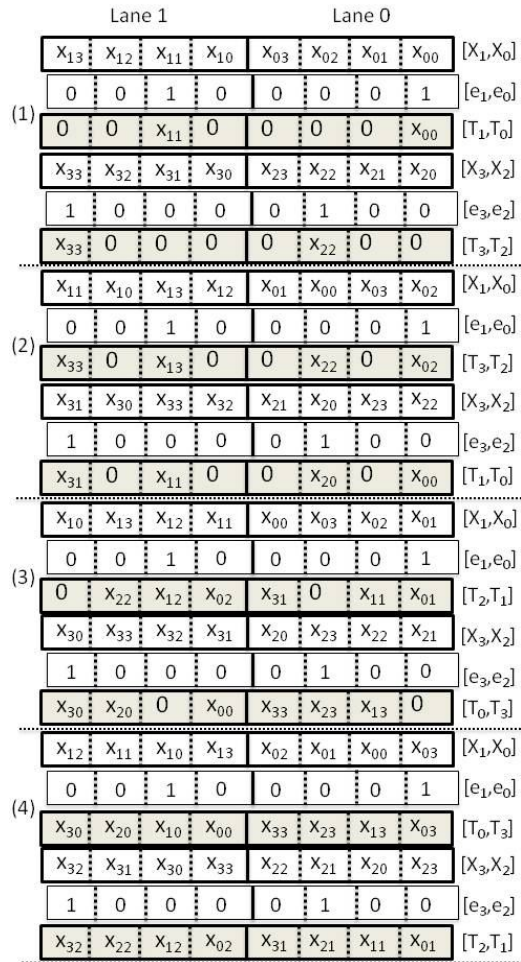 Lane 1 Lane 0
x₁₃ x₁₂ x₁₁ x₁₀ x₀₃ x₀₂ x₀₁ x₀₀ [X₁,X₀]
0 0 1 0 0 0 0 1 [e₁,e₀]
(1)
0 0 x₁₁ 0 0 0 0 x₀₀ [T₁,T₀]
x₃₃ x₃₂ x₃₁ x₃₀ x₂₃ x₂₂ x₂₁ x₂₀ [X₃,X₂]
1 0 0 0 0 1 0 0 [e₃,e₂]
x₃₃ 0 0 0 0 x₂₂ 0 0 [T₃,T₂]
x₁₁ x₁₀ x₁₃ x₁₂ x₀₁ x₀₀ x₀₃ x₀₂ [X₁,X₀]
0 0 1 0 0 0 0 1 [e₁,e₀]
(2)
x₃₃ 0 x₁₃ 0 0 x₂₂ 0 x₀₂ [T₃,T₂]
x₃₁ x₃₀ x₃₃ x₃₂ x₂₁ x₂₀ x₂₃ x₂₂ [X₃,X₂]
1 0 0 0 0 1 0 0 [e₃,e₂]
x₃₁ 0 x₁₁ 0 0 x₂₀ 0 x₀₀ [T₁,T₀]
x₁₀ x₁₃ x₁₂ x₁₁ x₀₀ x₀₃ x₀₂ x₀₁ [X₁,X₀]
0 0 1 0 0 0 0 1 [e₁,e₀]
(3)
0 x₂₂ x₁₂ x₀₂ x₃₁ 0 x₁₁ x₀₁ [T₂,T₁]
x₃₀ x₃₃ x₃₂ x₃₁ x₂₀ x₂₃ x₂₂ x₂₁ [X₃,X₂]
1 0 0 0 0 1 0 0 [e₃,e₂]
x₃₀ x₂₀ 0 x₀₀ x₃₃ x₂₃ x₁₃ 0 [T₀,T₃]
x₁₂ x₁₁ x₁₀ x₁₃ x₀₂ x₀₁ x₀₀ x₀₃ [X₁,X₀]
0 0 1 0 0 0 0 1 [e₁,e₀]
(4)
x₃₀ x₂₀ x₁₀ x₀₀ x₃₃ x₂₃ x₁₃ x₀₃ [T₀,T₃]
x₃₂ x₃₁ x₃₀ x₃₃ x₂₂ x₂₁ x₂₀ x₂₃ [X₃,X₂]
1 0 0 0 0 1 0 0 [e₃,e₂]
x₃₂ x₂₂ x₁₂ x₀₂ x₃₁ x₂₁ x₁₁ x₀₁ [T₂,T₁]